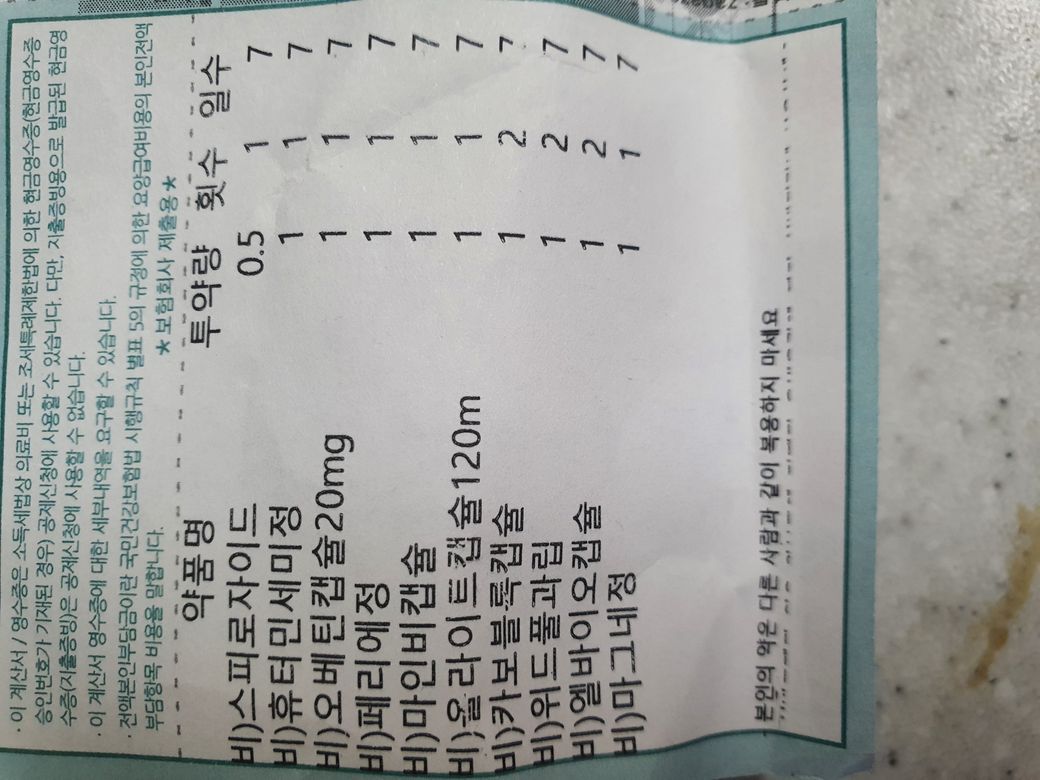 · 이 계산서 / 영수증은 소득세법상 의료비 또는 조세특례제한법에 의한 현금영수증(현금영수증
승인번호가 기재된 경우) 공제신청에 사용할 수 있습니다. 다만, 지출증빙용으로 발급된 현금영
수증(지출증빙)은 공제신청에 사용할 수 없습니다.
· 이 계산서 영수증에 대한 세부내역을 요구할 수 있습니다.
· 전액본인부담금이란 국민건강보험법 시행규칙 별표 5의 규정에 의한 요양급여비용의 본인전액
부담항목 비용을 말합니다.
★보험회사 제출용★
약품명 투약량 횟수 일수
비)스피로자이드 0.5 1 7
비)휴터민세미정 1 1 7
비)오베틴캡슐20mg 1 1 7
비)페리에정 1 1 7
비)마인비캡슐 1 1 7
비)올라이트캡슐120m 1 1 7
비)카보블록캡슐 1 2 7
비)위드풀과립 1 2 7
비)엘바이오캡슐 1 2 7
비)마그네정 1 1 7
본인의 약은 다른 사람과 같이 복용하지 마세요